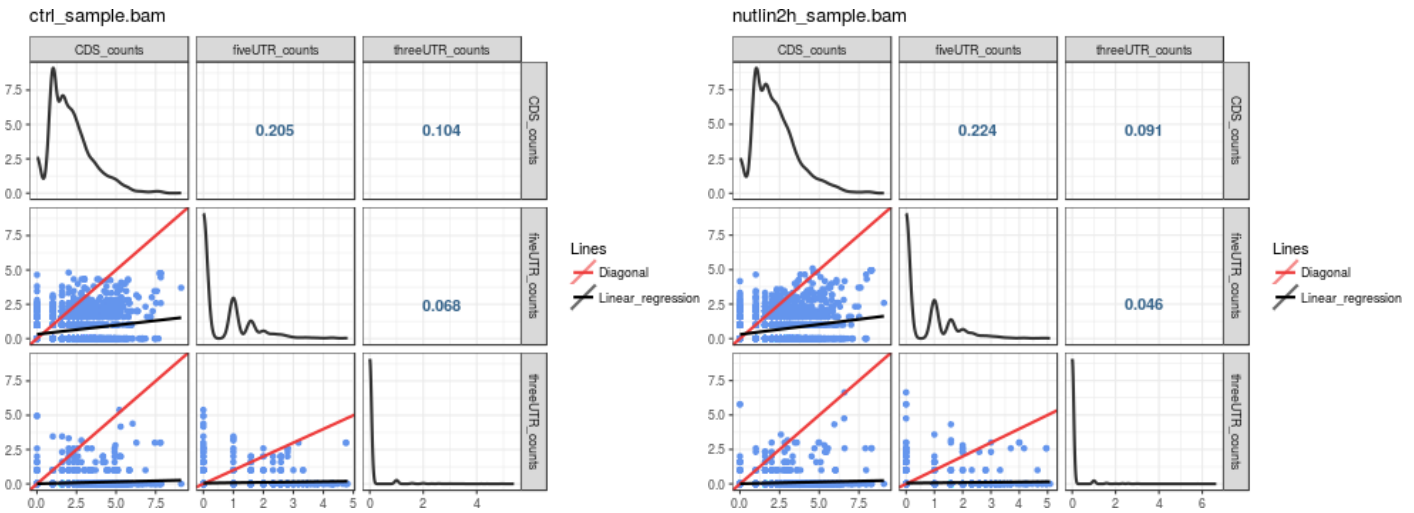 ctrl_sample.bam
CDS_counts fiveUTR_counts threeUTR_counts
7.5
5.0
2.5
0.0
0.205
0.104
CDS_counts
7.5
5.0
2.5
0.0
0.068
fiveUTR_counts
7.5
5.0
2.5
0.0
threeUTR_counts
0.0 2.5 5.0 7.5
0 1 2 3 4 5
0 2 4
Lines
Diagonal
Linear_regression
nutlin2h_sample.bam
CDS_counts fiveUTR_counts threeUTR_counts
7.5
5.0
2.5
0.0
0.224
0.091
CDS_counts
7.5
5.0
2.5
0.0
0.046
fiveUTR_counts
7.5
5.0
2.5
0.0
threeUTR_counts
0.0 2.5 5.0 7.5
0 1 2 3 4 5
0 2 4 6
Lines
Diagonal
Linear_regression